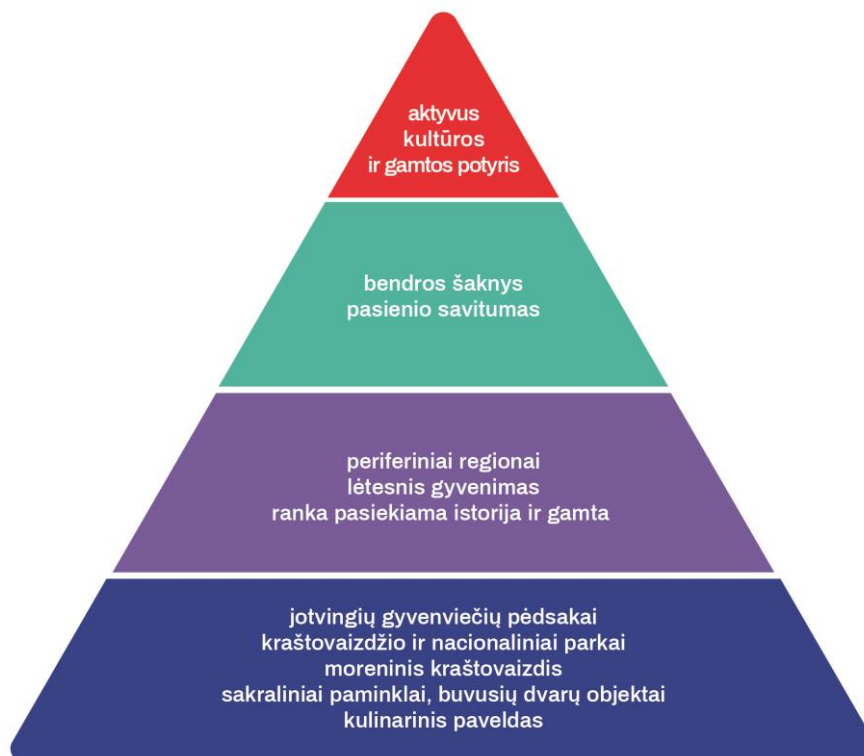 aktyvus
kultūros
ir gamtos potyris
bendros šaknys
pasienio savitumas
periferiniai regionai
lėtesnis gyvenimas
ranka pasiekiama istorija ir gamta
jotvingių gyvenviečių pėdsakai
kraštovaizdžio ir nacionaliniai parkai
moreninis kraštovaizdis
sakraliniai paminklai, buvusių dvarų objektai
kulinarinis paveldas